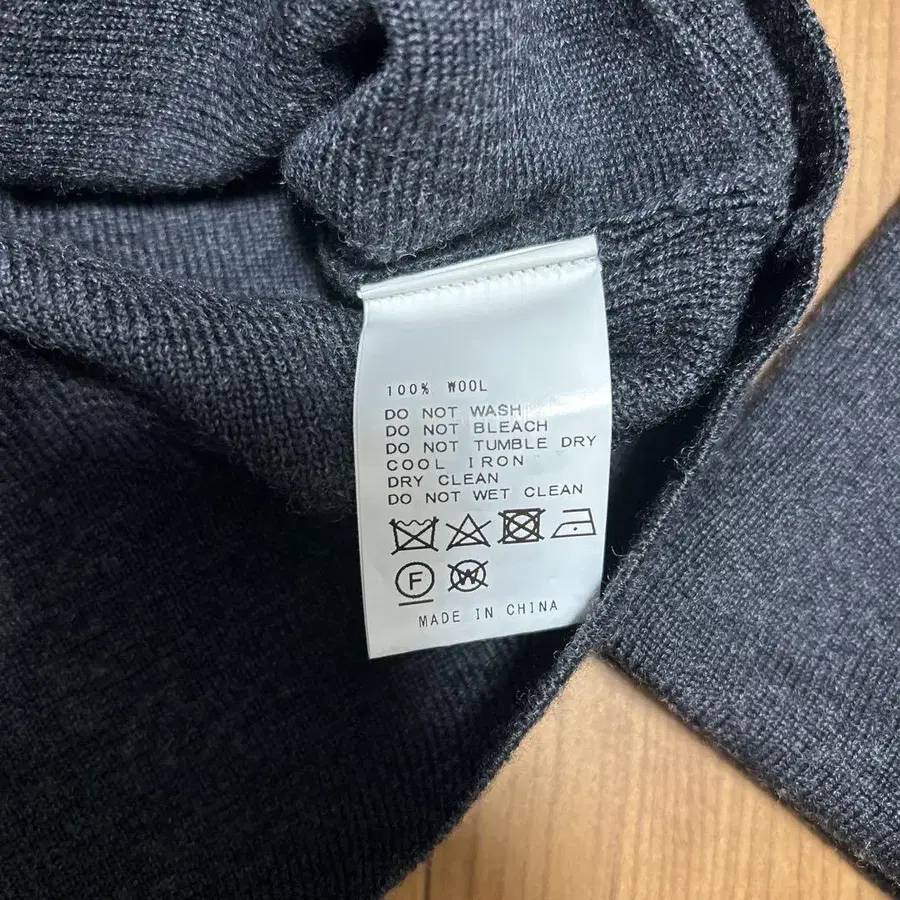 100% WOOL
DO NOT WASH
DO NOT BLEACH
DO NOT TUMBLE DRY
COOL IRON
DRY CLEAN
DO NOT WET CLEAN
F W
MADE IN CHINA